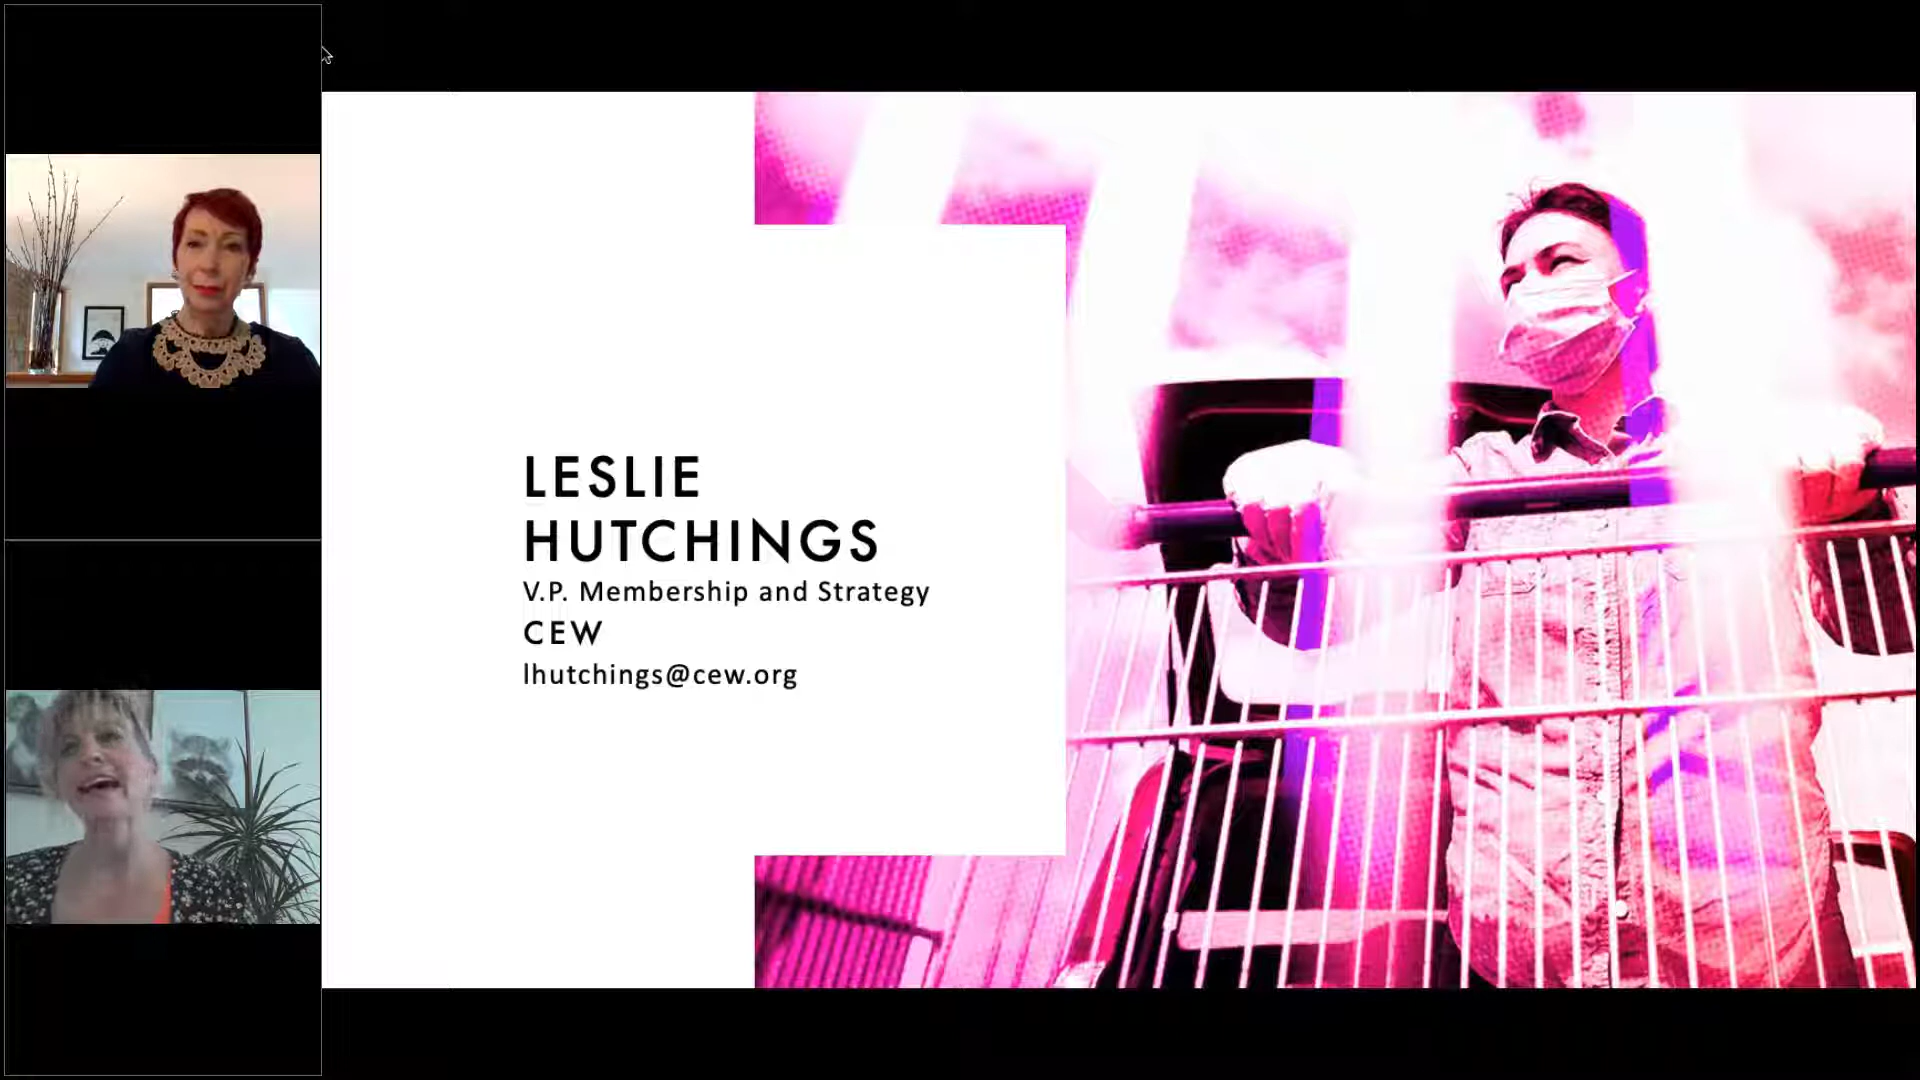 LESLIE
HUTCHINGS
V.P. Membership and Strategy
CEW
lhutchings@cew.org